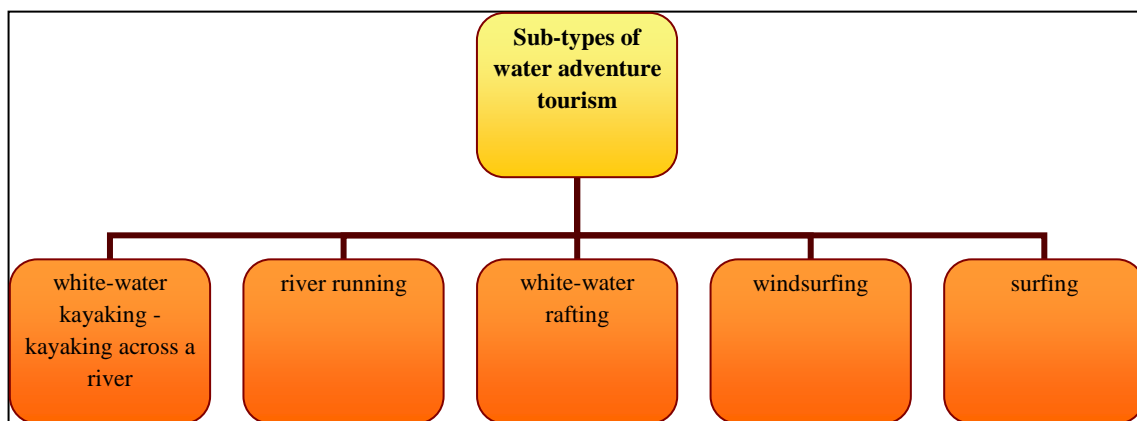 Sub-types of
water adventure
tourism
white-water
kayaking -
kayaking across a
river
river running
white-water
rafting
windsurfing
surfing